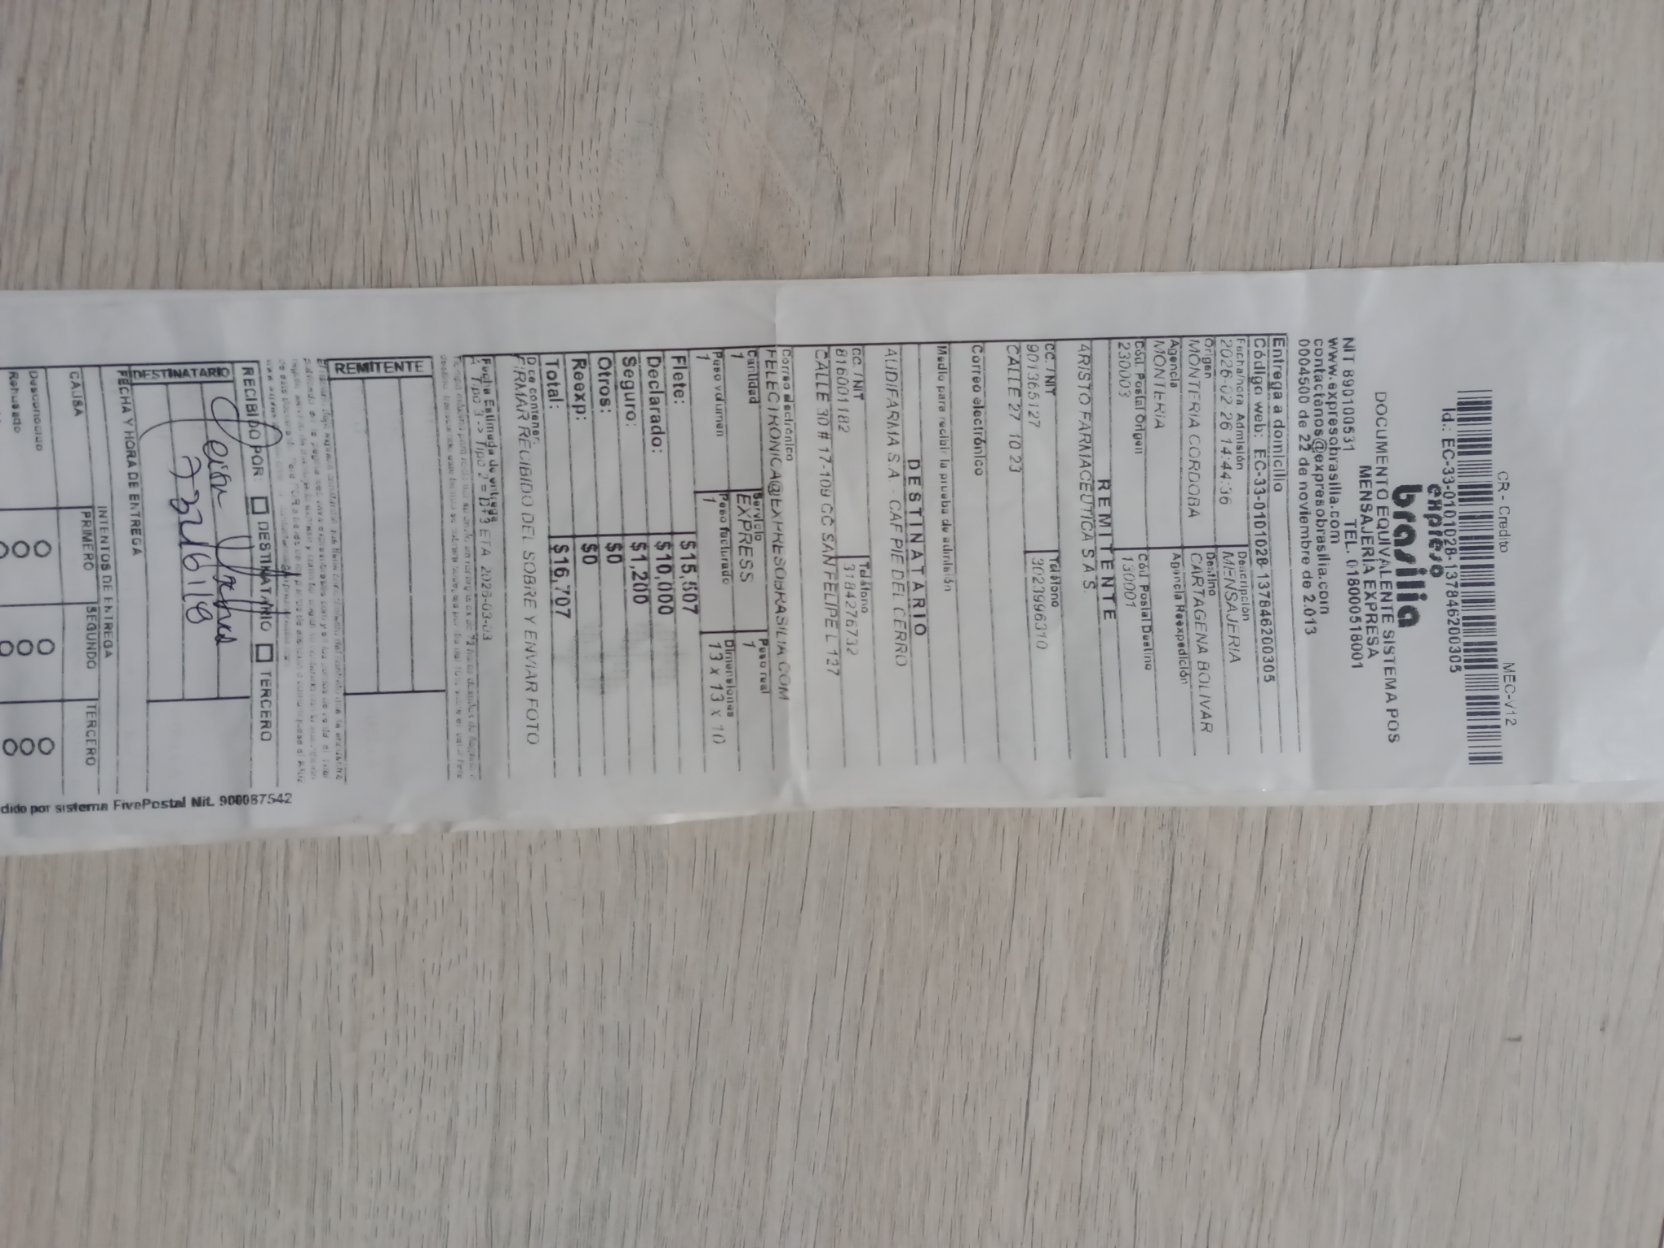 CR - Credito MEC-v12
Id.: EC-33-0101028-137846200305
expreso
brasilia
DOCUMENTO EQUIVALENTE SISTEMA POS
MENSAJERIA EXPRESA
NIT 890100531 TEL. 018000518001
www.expresobrasilia.com
contactenos@expresobrasilia.com
0004500 de 22 de noviembre de 2.013
Entrega a domicilio
Código web: EC-33-0101028-1378462000305
Fecha/hora Admisión Descripción
2026-02-26 14:44:36 MENSAJERIA
Origen Destino
MONTERIA CORDOBA CARTAGENA BOLIVAR
Agencia Agencia Reexpedición
MONTERIA
Cód. Postal Origen Cód. Postal Destino
230003 130001
REMITENTE
ARISTO FARMACEUTICA S A S
CC / NIT Teléfono
901365127 3023996310
CALLE 27 10 23
Correo electrónico
Medio para recibir la prueba de admisión
DESTINATARIO
AUDIFARMA S.A - CAF PIE DEL CERRO
CC / NIT Teléfono
816001182 3184276732
CALLE 30 # 17-109 CC SAN FELIPE L 127
Correo electrónico
FELECTRONICA@EXPRESOBRASILIA.COM
Cantidad Servicio Peso real
1 EXPRESS 1
Peso volumen Peso facturado Dimensiones
1 1 13 x 13 x 10
Flete: $15,507
Declarado: $10,000
Seguro: $1,200
Otros: $0
Reexp: $0
Total: $16,707
Dice contener:
FIRMAR RECIBIDO DEL SOBRE Y ENVIAR FOTO
Fecha Estimada de entrega
REMITENTE
RECIBIDO POR: DESTINATARIO TERCERO
DESTINATARIO
FECHA Y HORA DE ENTREGA
INTENTOS DE ENTREGA
CAUSA PRIMERO SEGUNDO TERCERO
Desconocido
Rehusado
dido por sistema FivePostal Nit. 900087542